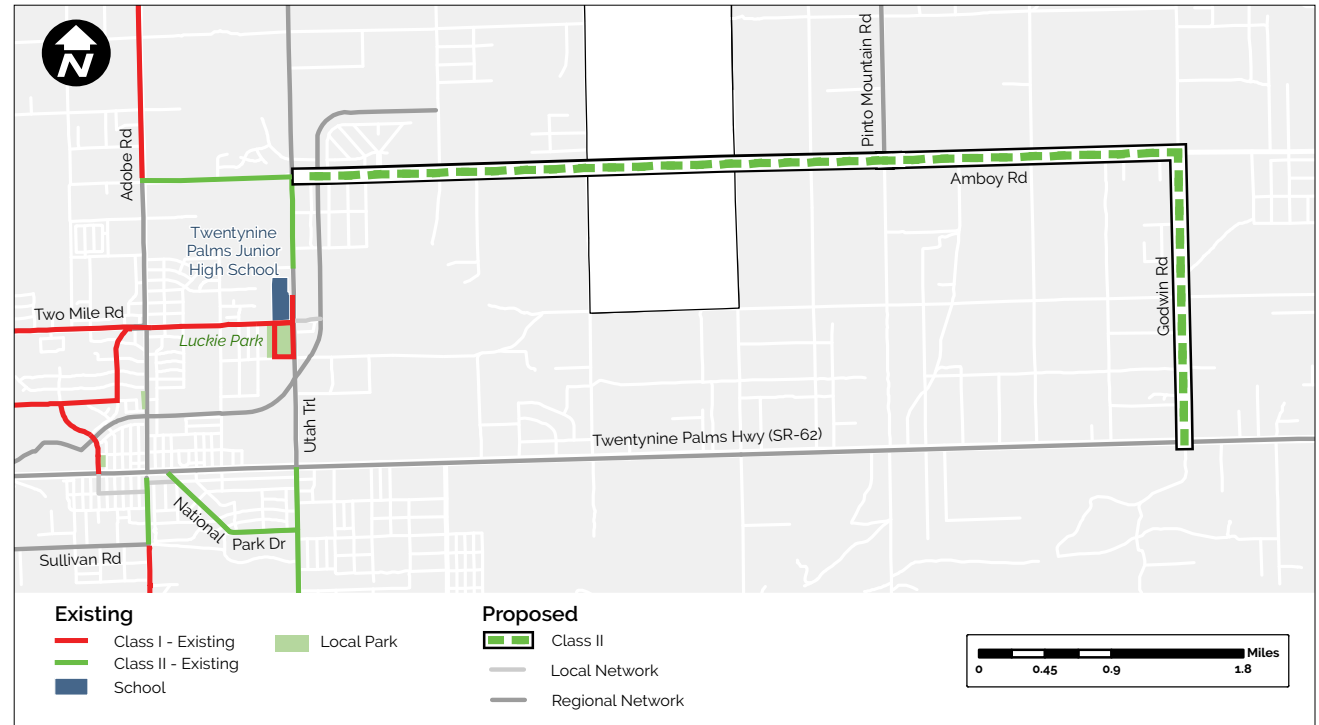 N
Adobe Rd
Pinto Mountain Rd
Amboy Rd
Twentynine
Palms Junior
High School
Two Mile Rd
Luckie Park
Godwin Rd
Utah Trl
Twentynine Palms Hwy (SR-62)
National
Park Dr
Sullivan Rd
Existing
Class I - Existing
Class II - Existing
School
Local Park
Proposed
Class II
Local Network
Regional Network
Miles
0 0.45 0.9 1.8